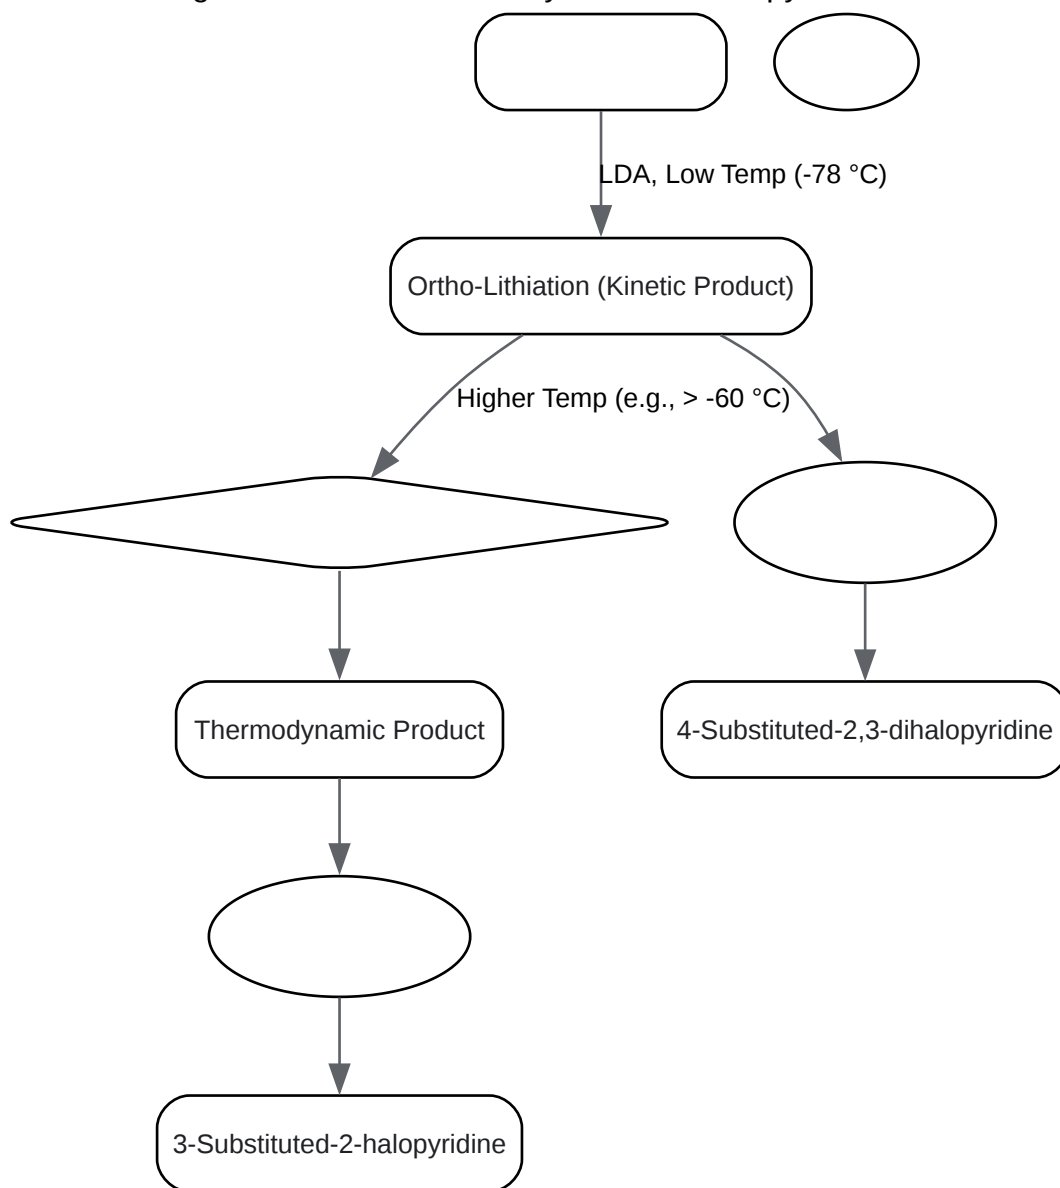 LDA, Low Temp (-78 °C)
Ortho-Lithiation (Kinetic Product)
Higher Temp (e.g., > -60 °C)
Thermodynamic Product
4-Substituted-2,3-dihalopyridine
3-Substituted-2-halopyridine